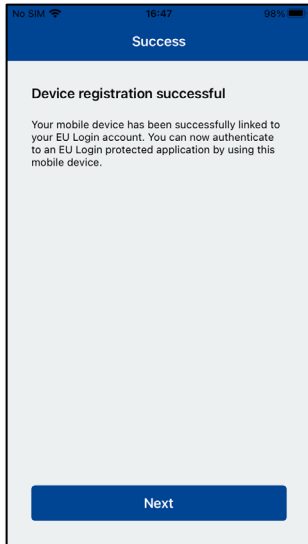 No SIM 16:47 98%
Success
Device registration successful
Your mobile device has been successfully linked to
your EU Login account. You can now authenticate
to an EU Login protected application by using this
mobile device.
Next